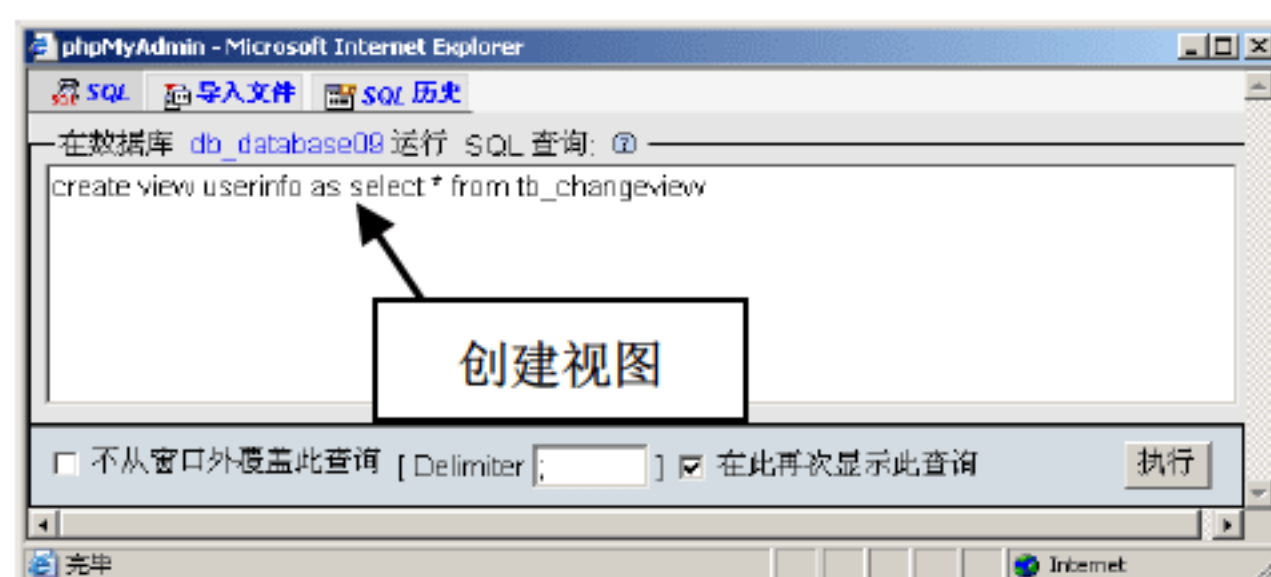 phpMyAdmin - Microsoft Internet Explorer
SQL 导入文件 SQL 历史
在数据库 db_database09 运行 SQL 查询:
create view userinfo as select * from tb_changeview
创建视图
不从窗口外覆盖此查询 [ Delimiter ; ] 在此再次显示此查询 执行
完毕 Internet